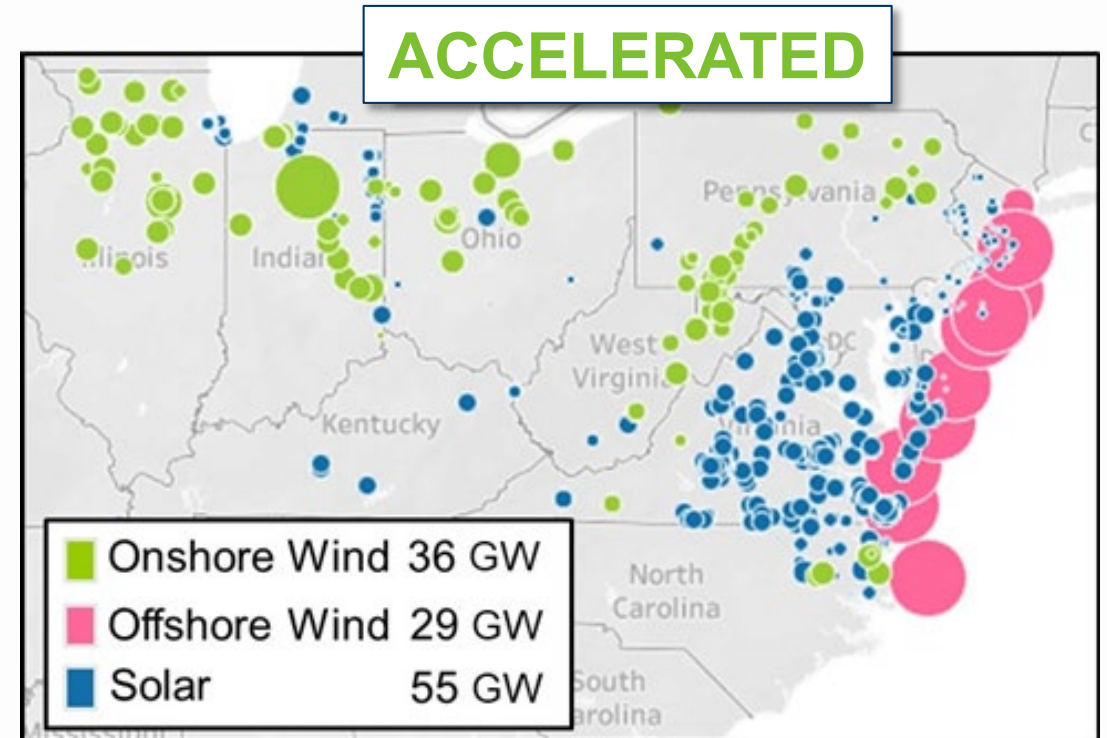 ACCELERATED
Pennsylvania
Illinois
Indiana
Ohio
West
Virginia
DC
Kentucky
Virginia
North
Carolina
South
Carolina
Mississippi
Onshore Wind 36 GW
Offshore Wind 29 GW
Solar 55 GW